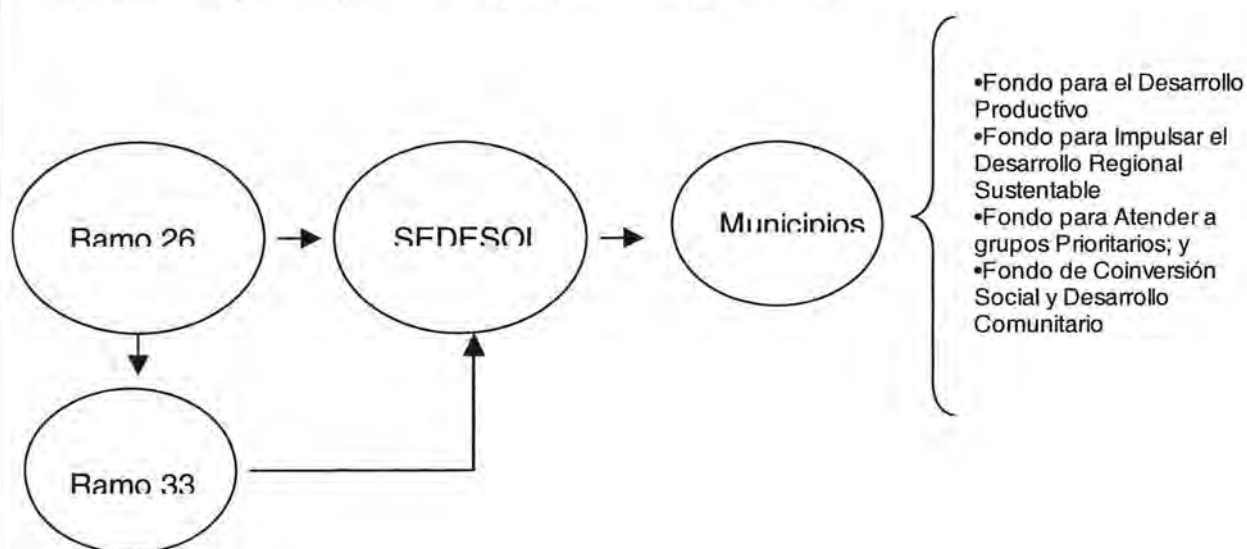 Ramo 26
SEDESOL
Municipios
•Fondo para el Desarrollo
Productivo
•Fondo para Impulsar el
Desarrollo Regional
Sustentable
•Fondo para Atender a
grupos Prioritarios; y
•Fondo de Coinversión
Social y Desarrollo
Comunitario
Ramo 33